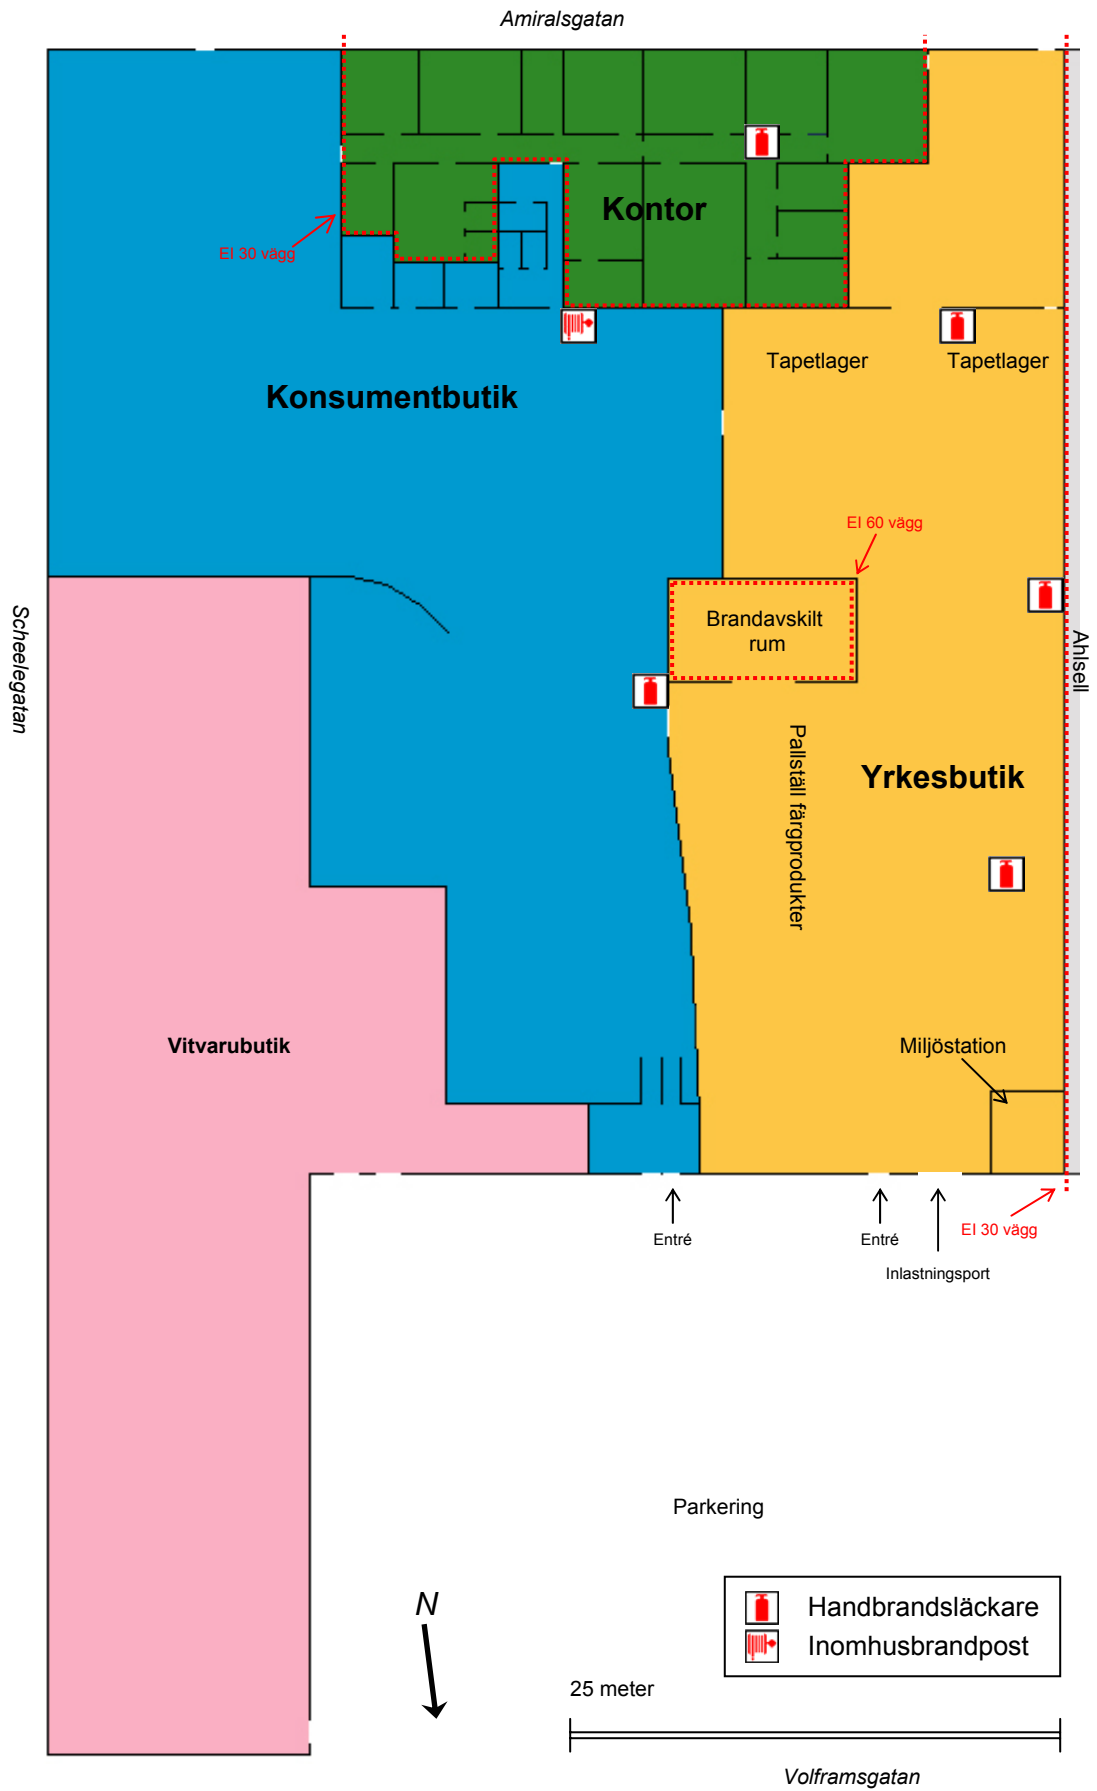 Amiralsgatan
Kontor
EI 30 vägg
Tapetlager
Tapetlager
Konsumentbutik
EI 60 vägg
Brandavskilt
rum
Scheelegatan
Ahlsell
Pallställ färgprodukter
Yrkesbutik
Vitvarubutik
Miljöstation
Entré
Entré
EI 30 vägg
Inlastningsport
Parkering
N
Handbrandsläckare
Inomhusbrandpost
25 meter
Volframsgatan